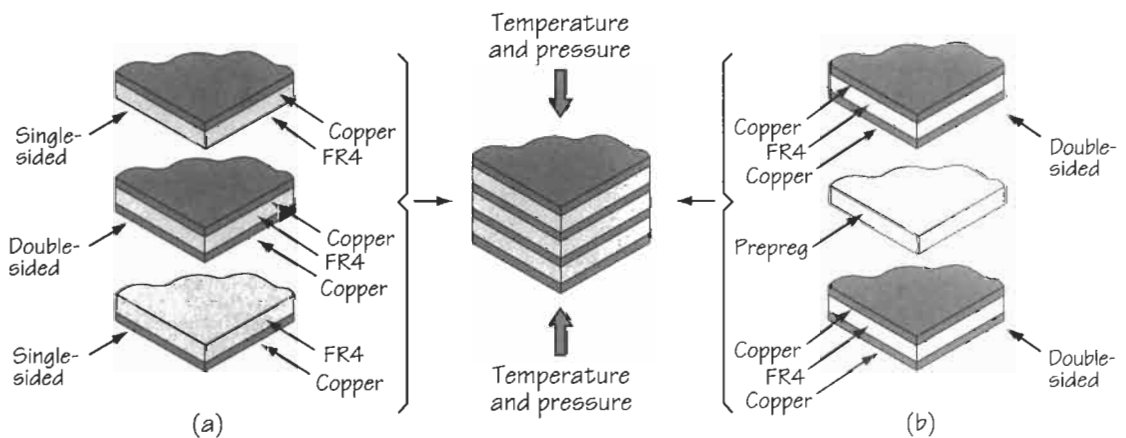 Temperature
and pressure
Single-
sided
Copper
FR4
Double-
sided
Copper
FR4
Copper
Single-
sided
FR4
Copper
(a)
Temperature
and pressure
Copper
FR4
Copper
Double-
sided
Prepreg
Copper
FR4
Copper
Double-
sided
(b)